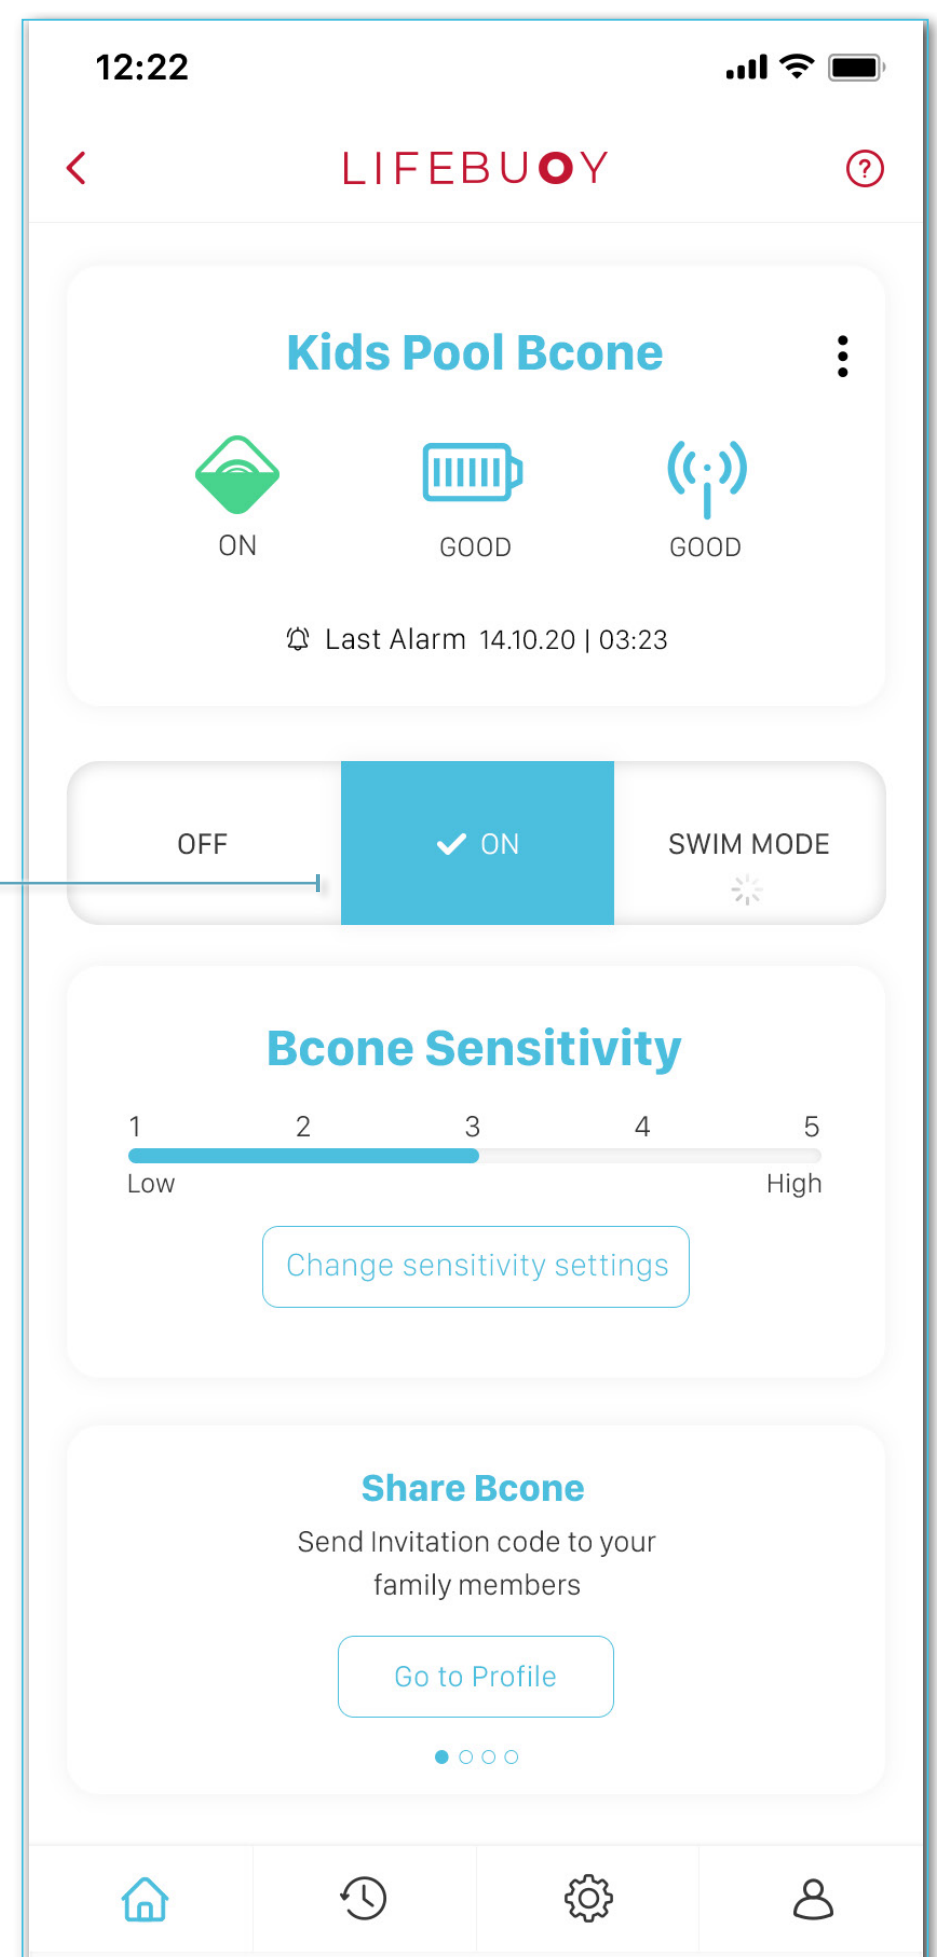 12:22
LIFEBUOY
?
Kids Pool Bcone
ON GOOD GOOD
Last Alarm 14.10.20 | 03:23
OFF ON SWIM MODE
Bcone Sensitivity
1 2 3 4 5
Low High
Change sensitivity settings
Share Bcone
Send Invitation code to your
family members
Go to Profile